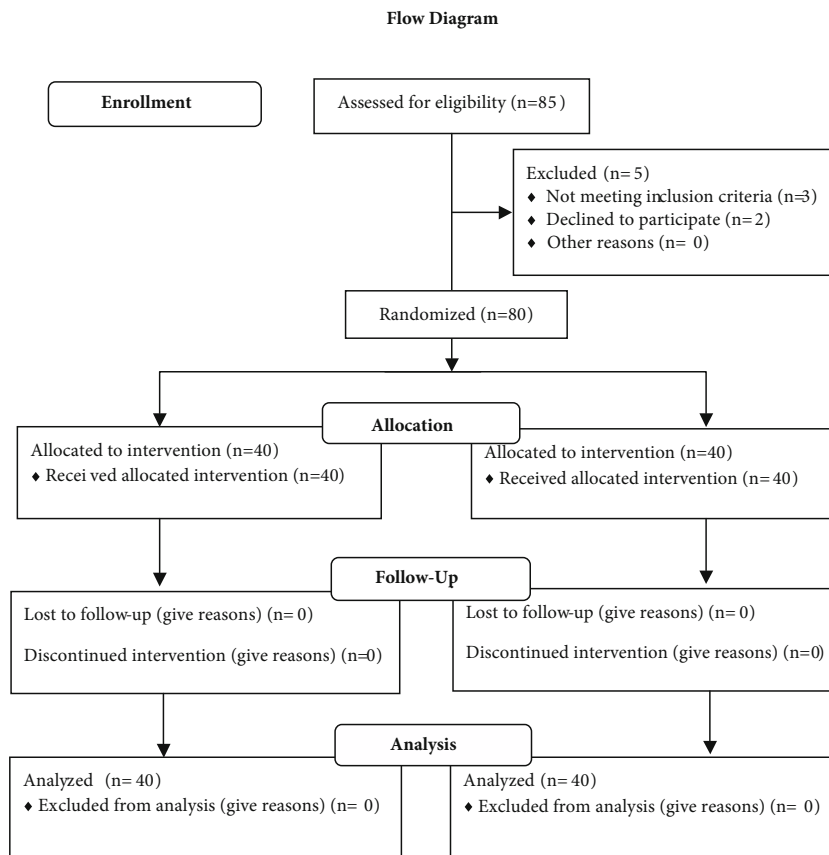 Flow Diagram
Enrollment
Assessed for eligibility (n=85)
Excluded (n=5)
♦ Not meeting inclusion criteria (n=3)
♦ Declined to participate (n=2)
♦ Other reasons (n= 0)
Randomized (n=80)
Allocation
Allocated to intervention (n=40)
♦ Received allocated intervention (n=40)
Allocated to intervention (n=40)
♦ Received allocated intervention (n=40)
Follow-Up
Lost to follow-up (give reasons) (n= 0)
Discontinued intervention (give reasons) (n=0)
Lost to follow-up (give reasons) (n= 0)
Discontinued intervention (give reasons) (n=0)
Analysis
Analyzed (n= 40)
♦ Excluded from analysis (give reasons) (n= 0)
Analyzed (n= 40)
♦ Excluded from analysis (give reasons) (n= 0)